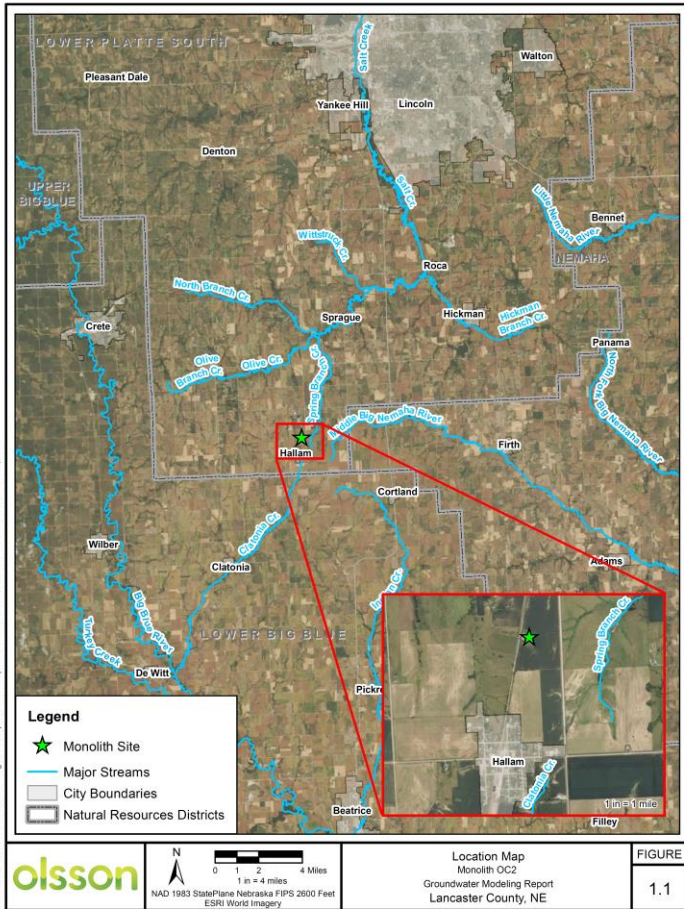 LOWER PLATTE SOUTH
Pleasant Dale
Salt Creek
Walton
Yankee Hill
Lincoln
Denton
Salt Cr.
UPPER
BIG BLUE
Little Nemaha River
Bennet
NEMAHA
Wittstruck Cr.
Roca
North Branch Cr.
Sprague
Hickman
Hickman
Branch Cr.
Crete
Olive
Branch Cr.
Olive Cr.
Spring Branch Cr.
Panama
North Fork Big Nemaha River
Middle Big Nemaha River
Hallam
Firth
Cortland
Clatonia Cr.
Wilber
Clatonia
Adams
Big Blue River
LOWER BIG BLUE
Turkey Creek
De Witt
Spring Branch Cr.
Hallam
Clatonia Cr.
1 in = 1 mile
Beatrice
Filley
Legend
Monolith Site
Major Streams
City Boundaries
Natural Resources Districts
olsson
N
0 1 2 4 Miles
1 in = 4 miles
NAD 1983 StatePlane Nebraska FIPS 2600 Feet
ESRI World Imagery
Location Map
Monolith OC2
Groundwater Modeling Report
Lancaster County, NE
FIGURE
1.1